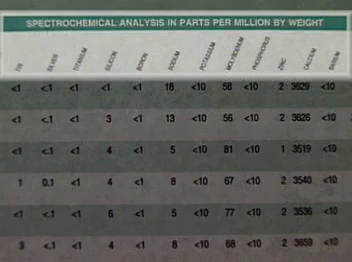 SPECTROCHEMICAL ANALYSIS IN PARTS PER MILLION BY WEIGHT
TIN SILVER TITANIUM SILICON BORON SODIUM POTASSIUM MOLYBDENUM PHOSPHORUS ZINC CALCIUM BARIUM
<1 <.1 <1 <1 <1 18 <10 58 <10 2 3629 <10
<1 <.1 <1 3 <1 13 <10 56 <10 2 3626 <10
<1 <.1 <1 4 <1 5 <10 81 <10 1 3519 <10
1 0.1 <1 4 <1 8 <10 67 <10 2 3540 <10
<1 <.1 <1 6 <1 5 <10 77 <10 2 3536 <10
3 <.1 <1 4 <1 8 <10 68 <10 2 3659 <10